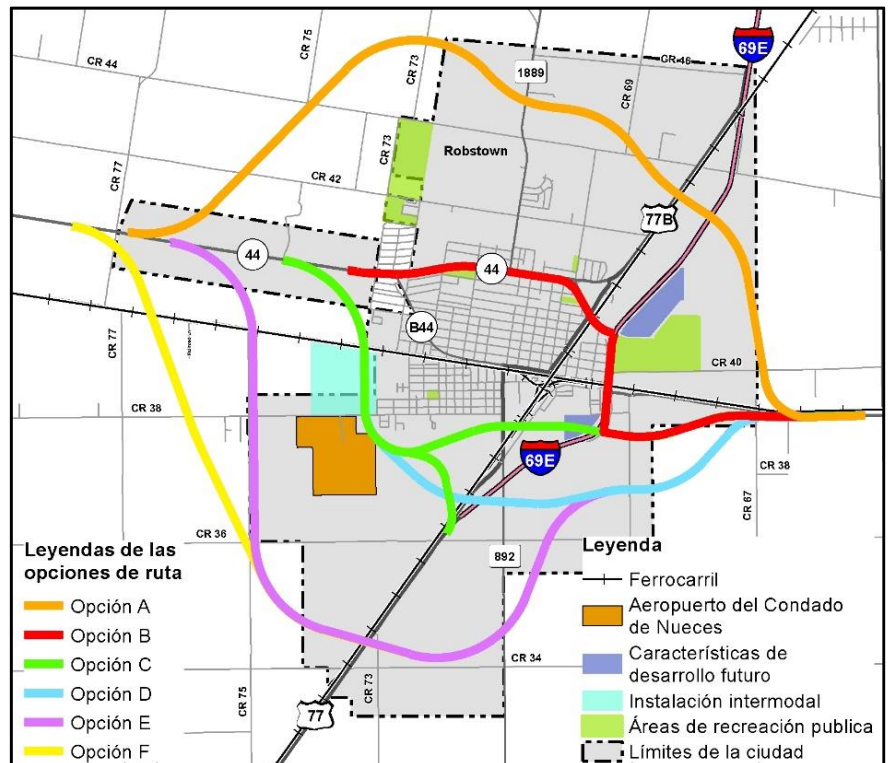 CR 75
CR 73
CR 44
1889
CR 69
CR 48
69E
CR 73
Robstown
CR 77
CR 42
77B
44
44
B44
CR 77
CR 40
CR 38
69E
CR 38
CR 67
CR 36
892
CR 34
CR 73
CR 75
77
Leyendas de las
opciones de ruta
Opción A
Opción B
Opción C
Opción D
Opción E
Opción F
Leyenda
Ferrocarril
Aeropuerto del Condado
de Nueces
Características de
desarrollo futuro
Instalación intermodal
Áreas de recreación publica
Límites de la ciudad